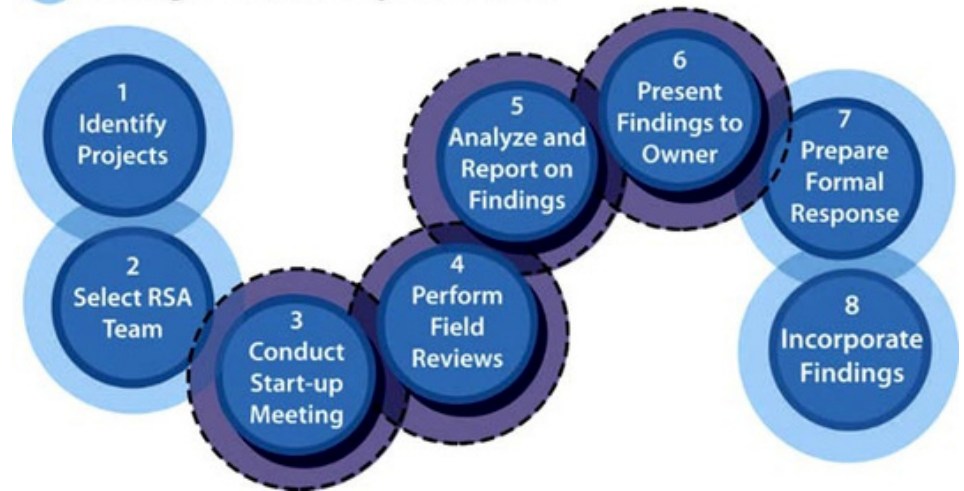 1
Identify
Projects
2
Select RSA
Team
3
Conduct
Start-up
Meeting
4
Perform
Field
Reviews
5
Analyze and
Report on
Findings
6
Present
Findings to
Owner
7
Prepare
Formal
Response
8
Incorporate
Findings